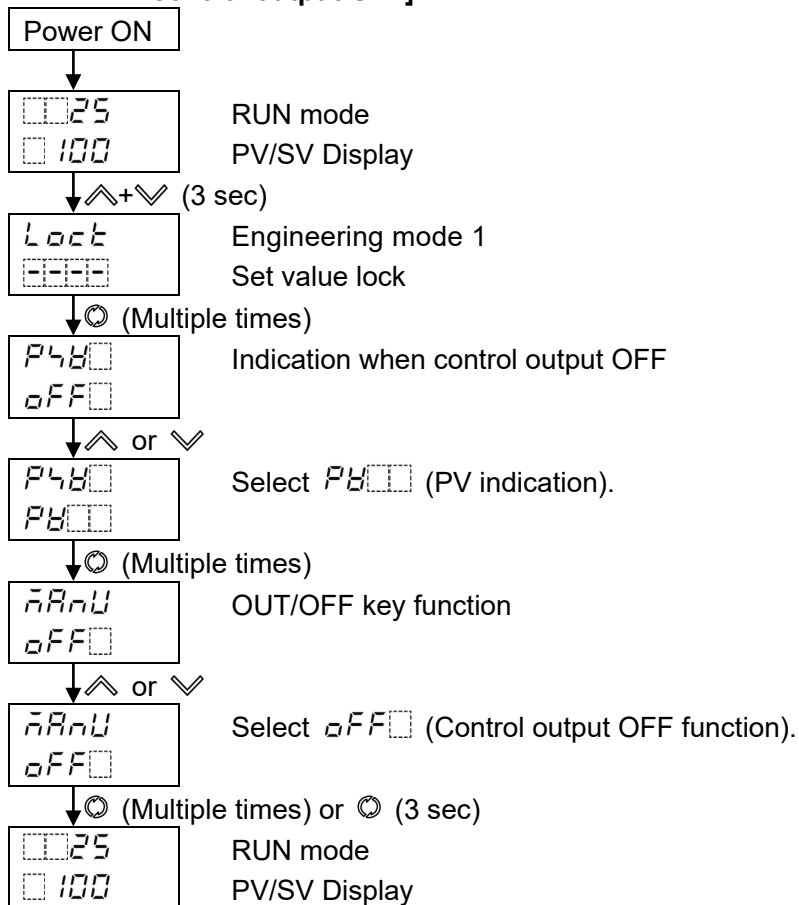 Power ON
25 RUN mode
100 PV/SV Display
+ (3 sec)
Lock Engineering mode 1
---- Set value lock
(Multiple times)
Indication when control output OFF
oFF
or
Select PV (PV indication).
PV
(Multiple times)
MAnU OUT/OFF key function
oFF
or
MAnU Select oFF (Control output OFF function).
oFF
(Multiple times) or (3 sec)
25 RUN mode
100 PV/SV Display